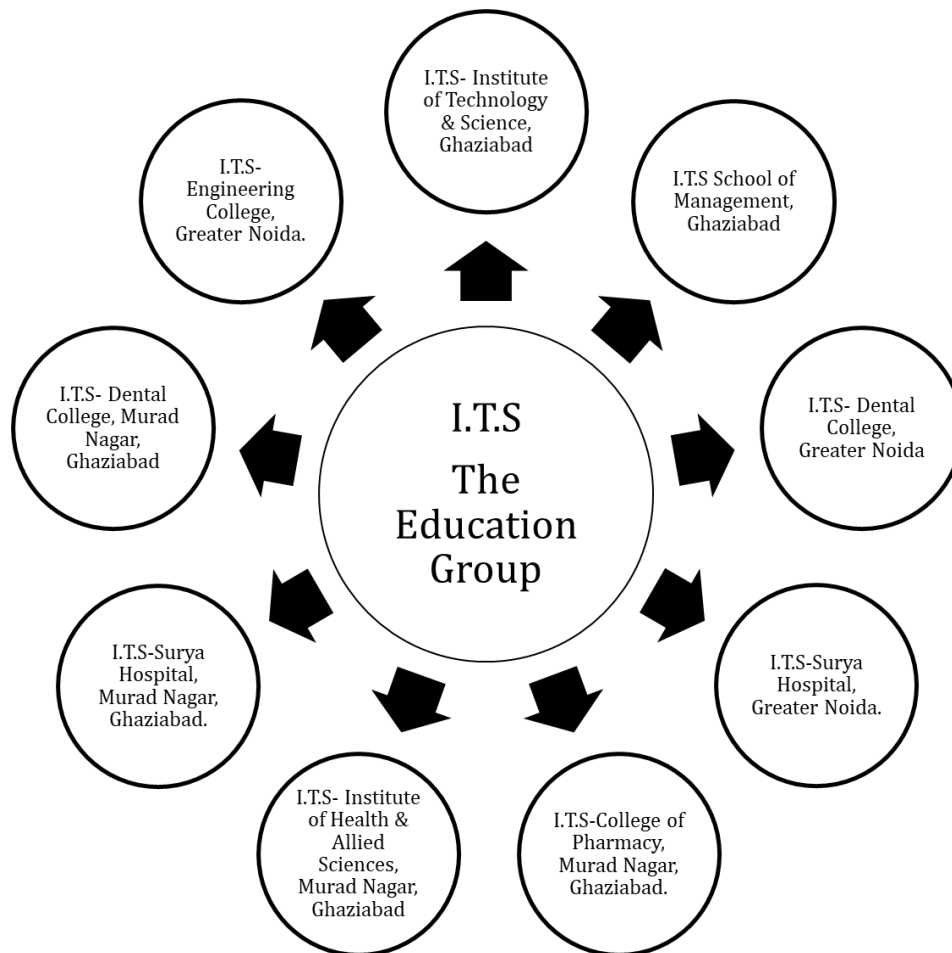 I.T.S- Institute
of Technology
& Science,
Ghaziabad
I.T.S School of
Management,
Ghaziabad
I.T.S- Dental
College,
Greater Noida
I.T.S-Surya
Hospital,
Greater Noida.
I.T.S-College of
Pharmacy,
Murad Nagar,
Ghaziabad.
I.T.S- Institute
of Health &
Allied
Sciences,
Murad Nagar,
Ghaziabad
I.T.S-Surya
Hospital,
Murad Nagar,
Ghaziabad.
I.T.S- Dental
College, Murad
Nagar,
Ghaziabad
I.T.S-
Engineering
College,
Greater Noida.
I.T.S
The
Education
Group